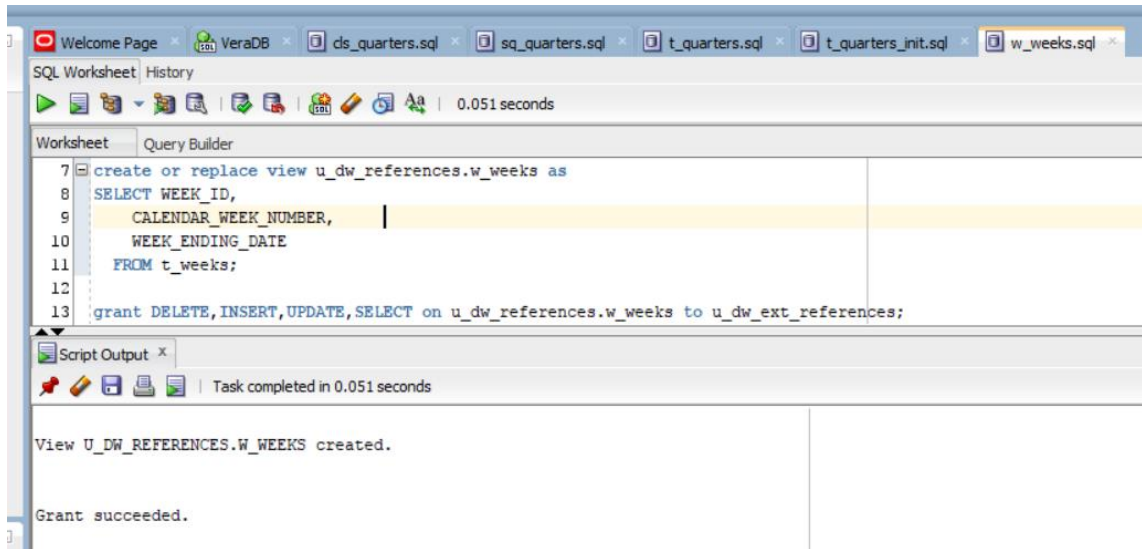 Welcome Page VeraDB cls_quarters.sql sq_quarters.sql t_quarters.sql t_quarters_init.sql w_weeks.sql
SQL Worksheet History
0.051 seconds
Worksheet Query Builder
7 create or replace view u_dw_references.w_weeks as
8 SELECT WEEK_ID,
9 CALENDAR_WEEK_NUMBER,
10 WEEK_ENDING_DATE
11 FROM t_weeks;
12
13 grant DELETE,INSERT,UPDATE,SELECT on u_dw_references.w_weeks to u_dw_ext_references;
Script Output
Task completed in 0.051 seconds
View U_DW_REFERENCES.W_WEEKS created.
Grant succeeded.